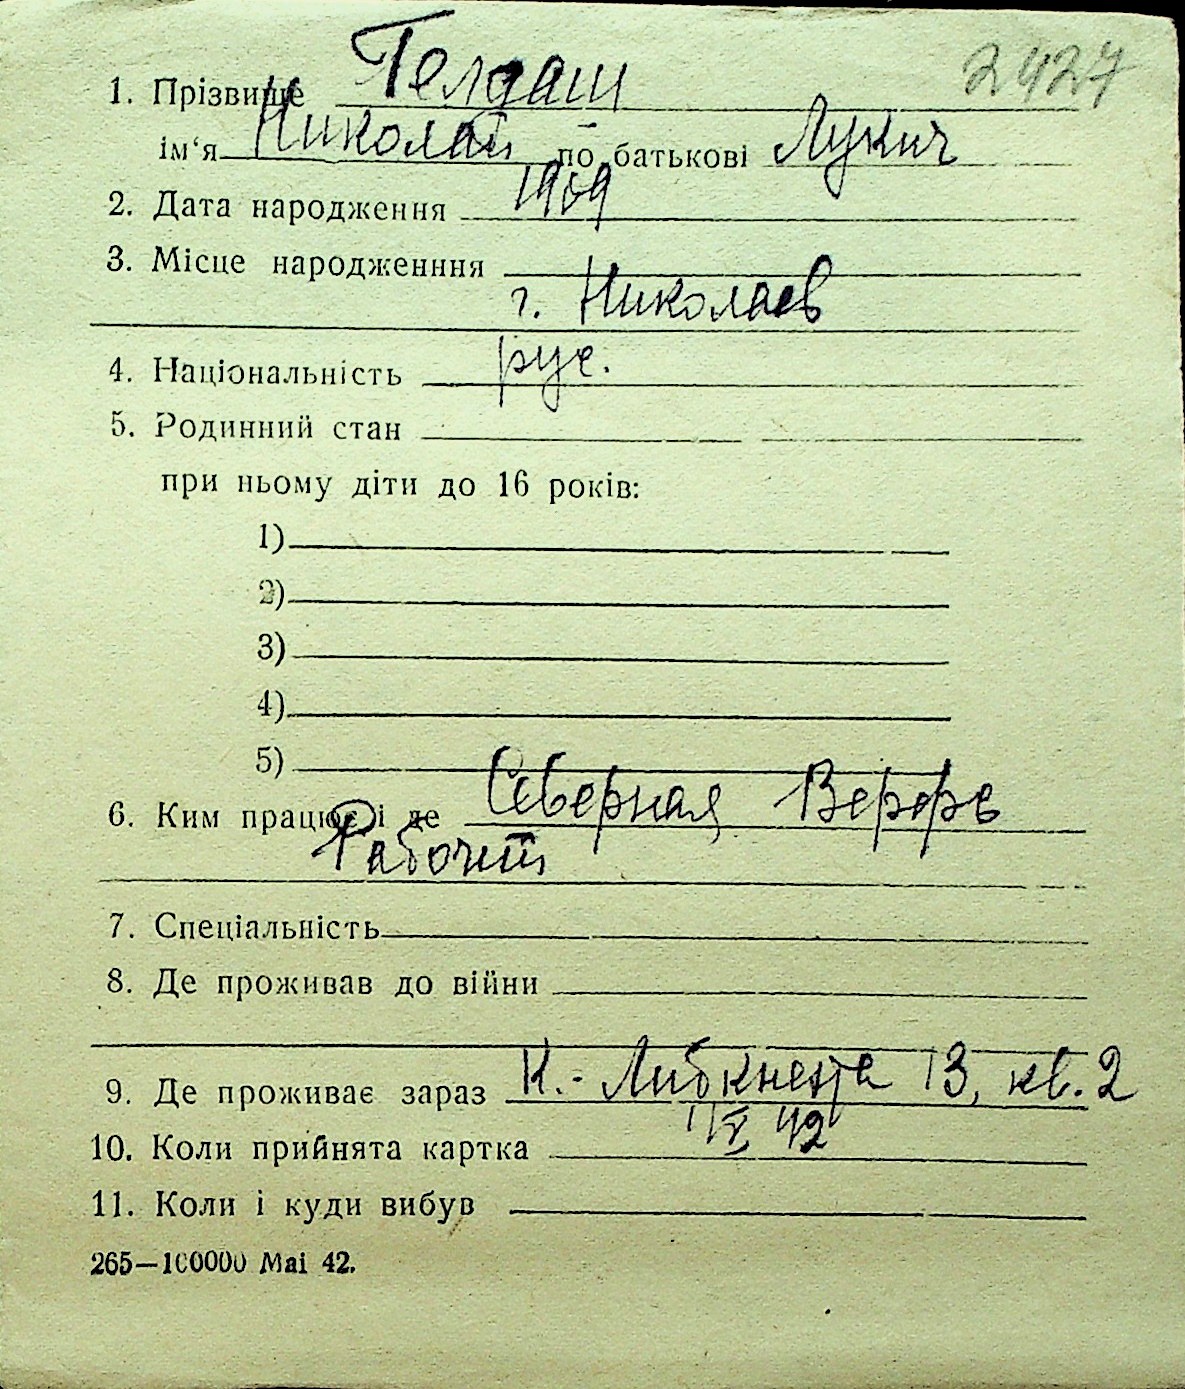 2427
1. Прізвище Гелдаш
ім‘я Николай по батькові Лукич
2. Дата народження 1909
3. Місце народженння
г. Николаев
4. Національність рус.
5. Родинний стан
при ньому діти до 16 років:
1)
2)
3)
4)
5)
6. Ким працює і де Северная Верфь
Рабочий
7. Спеціальність
8. Де проживав до війни
9. Де проживає зараз К.-Либкнехта 13, кв. 2
10. Коли прийнята картка 1/V 42
11. Коли і куди вибув
265—100000 Mai 42.